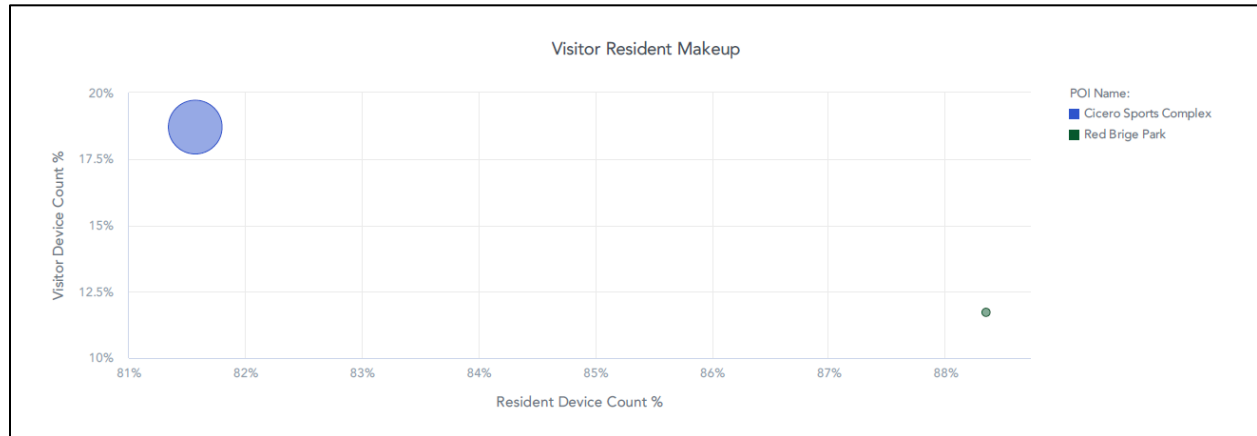 Visitor Resident Makeup
POI Name:
Cicero Sports Complex
Red Brige Park
Visitor Device Count %
20%
17.5%
15%
12.5%
10%
81%
82%
83%
84%
85%
86%
87%
88%
Resident Device Count %